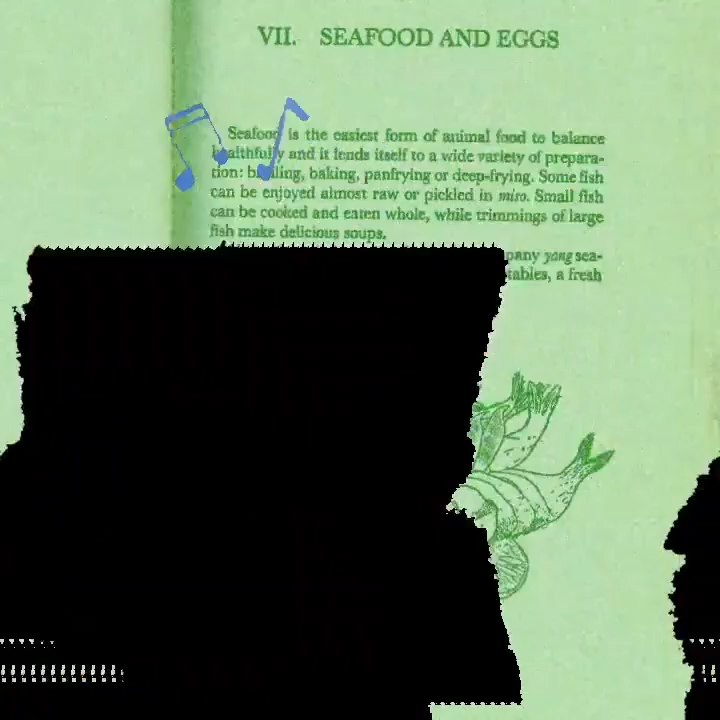 VII. SEAFOOD AND EGGS
Seafood is the easiest form of animal food to balance
healthfully and it lends itself to a wide variety of prepara-
tion: broiling, baking, panfrying or deep-frying. Some fish
can be enjoyed almost raw or pickled in miso. Small fish
can be cooked and eaten whole, while trimmings of large
fish make delicious soups.
yang sea-
a fresh